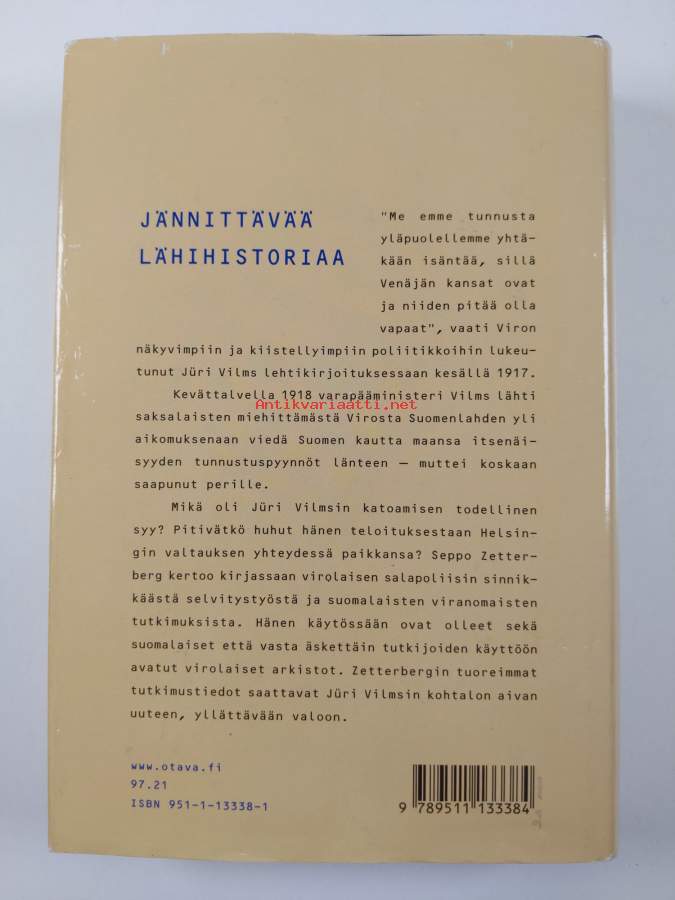 JÄNNITTÄVÄÄ
LÄHIHISTORIAA
"Me emme tunnusta
yläpuolellemme yhtä-
kään isäntää, sillä
Venäjän kansat ovat
ja niiden pitää olla
vapaat", vaati Viron
näkyvimpiin ja kiistellyimpiin poliitikkoihin lukeu-
tunut Jüri Vilms lehtikirjoituksessaan kesällä 1917.
Kevättalvella 1918 varapääministeri Vilms lähti
Antikvariaatti.net
saksalaisten miehittämästä Virosta Suomenlahden yli
aikomuksenaan viedä Suomen kautta maansa itsenäi-
syyden tunnustuspyynnöt länteen — muttei koskaan
saapunut perille.
Mikä oli Jüri Vilmsin katoamisen todellinen
syy? Pitivätkö huhut hänen teloituksestaan Helsin-
gin valtauksen yhteydessä paikkansa? Seppo Zetter-
berg kertoo kirjassaan virolaisen salapoliisin sinnik-
käästä selvitystyöstä ja suomalaisten viranomaisten
tutkimuksista. Hänen käytössään ovat olleet sekä
suomalaiset että vasta äskettäin tutkijoiden käyttöön
avatut virolaiset arkistot. Zetterbergin tuoreimmat
tutkimustiedot saattavat Jüri Vilmsin kohtalon aivan
uuteen, yllättävään valoon.
www.otava.fi
97.21
ISBN 951-1-13338-1
9 789511 133384